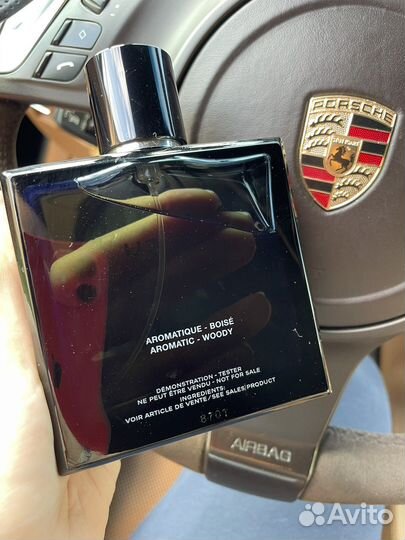 PORSCHE
AROMATIQUE - BOISÉ
AROMATIC - WOODY
DÉMONSTRATION - TESTER
NE PEUT ÊTRE VENDU - NOT FOR SALE
INGREDIENTS:
VOIR ARTICLE DE VENTE/SEE SALES PRODUCT
8701
AIRBAG
Avito